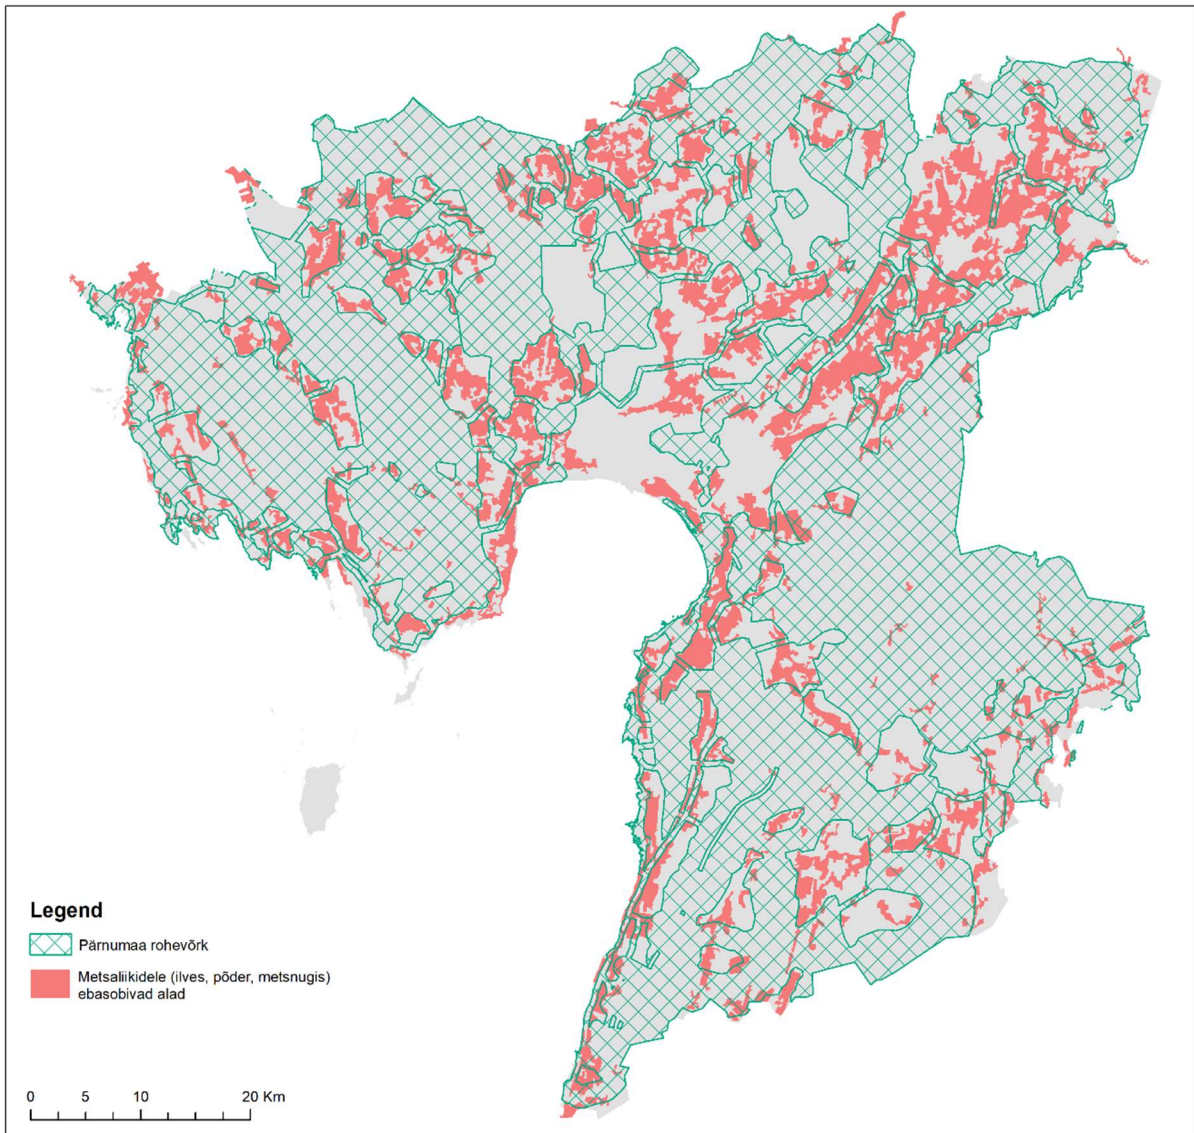 Legend
Pärnumaa rohevõrk
Metsaliikidele (ilves, põder, metsnugis)
ebasobivad alad
0 5 10 20 Km